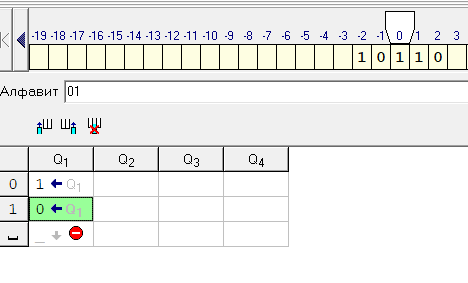 -19 -18 -17 -16 -15 -14 -13 -12 -11 -10 -9 -8 -7 -6 -5 -4 -3 -2 -1 0 1 2 3
1 0 1 1 0
Алфавит 01
Q1 Q2 Q3 Q4
0 1 ← Q1
1 0 ← Q1
␣ _ ↓